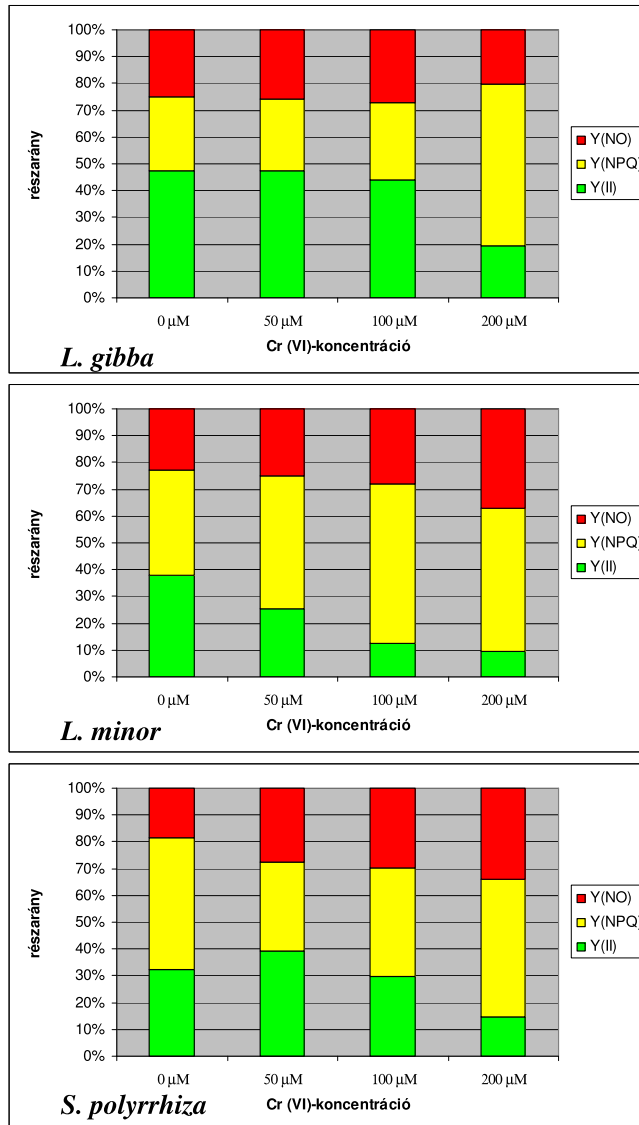 100%
90%
80%
70%
60%
50%
40%
30%
20%
10%
0%
részarány
0 µM 50 µM 100 µM 200 µM
Cr (VI)-koncentráció
L. gibba
Y(NO)
Y(NPQ)
Y(II)
100%
90%
80%
70%
60%
50%
40%
30%
20%
10%
0%
részarány
0 µM 50 µM 100 µM 200 µM
Cr (VI)-koncentráció
L. minor
Y(NO)
Y(NPQ)
Y(II)
100%
90%
80%
70%
60%
50%
40%
30%
20%
10%
0%
részarány
0 µM 50 µM 100 µM 200 µM
Cr (VI)-koncentráció
S. polyrrhiza
Y(NO)
Y(NPQ)
Y(II)